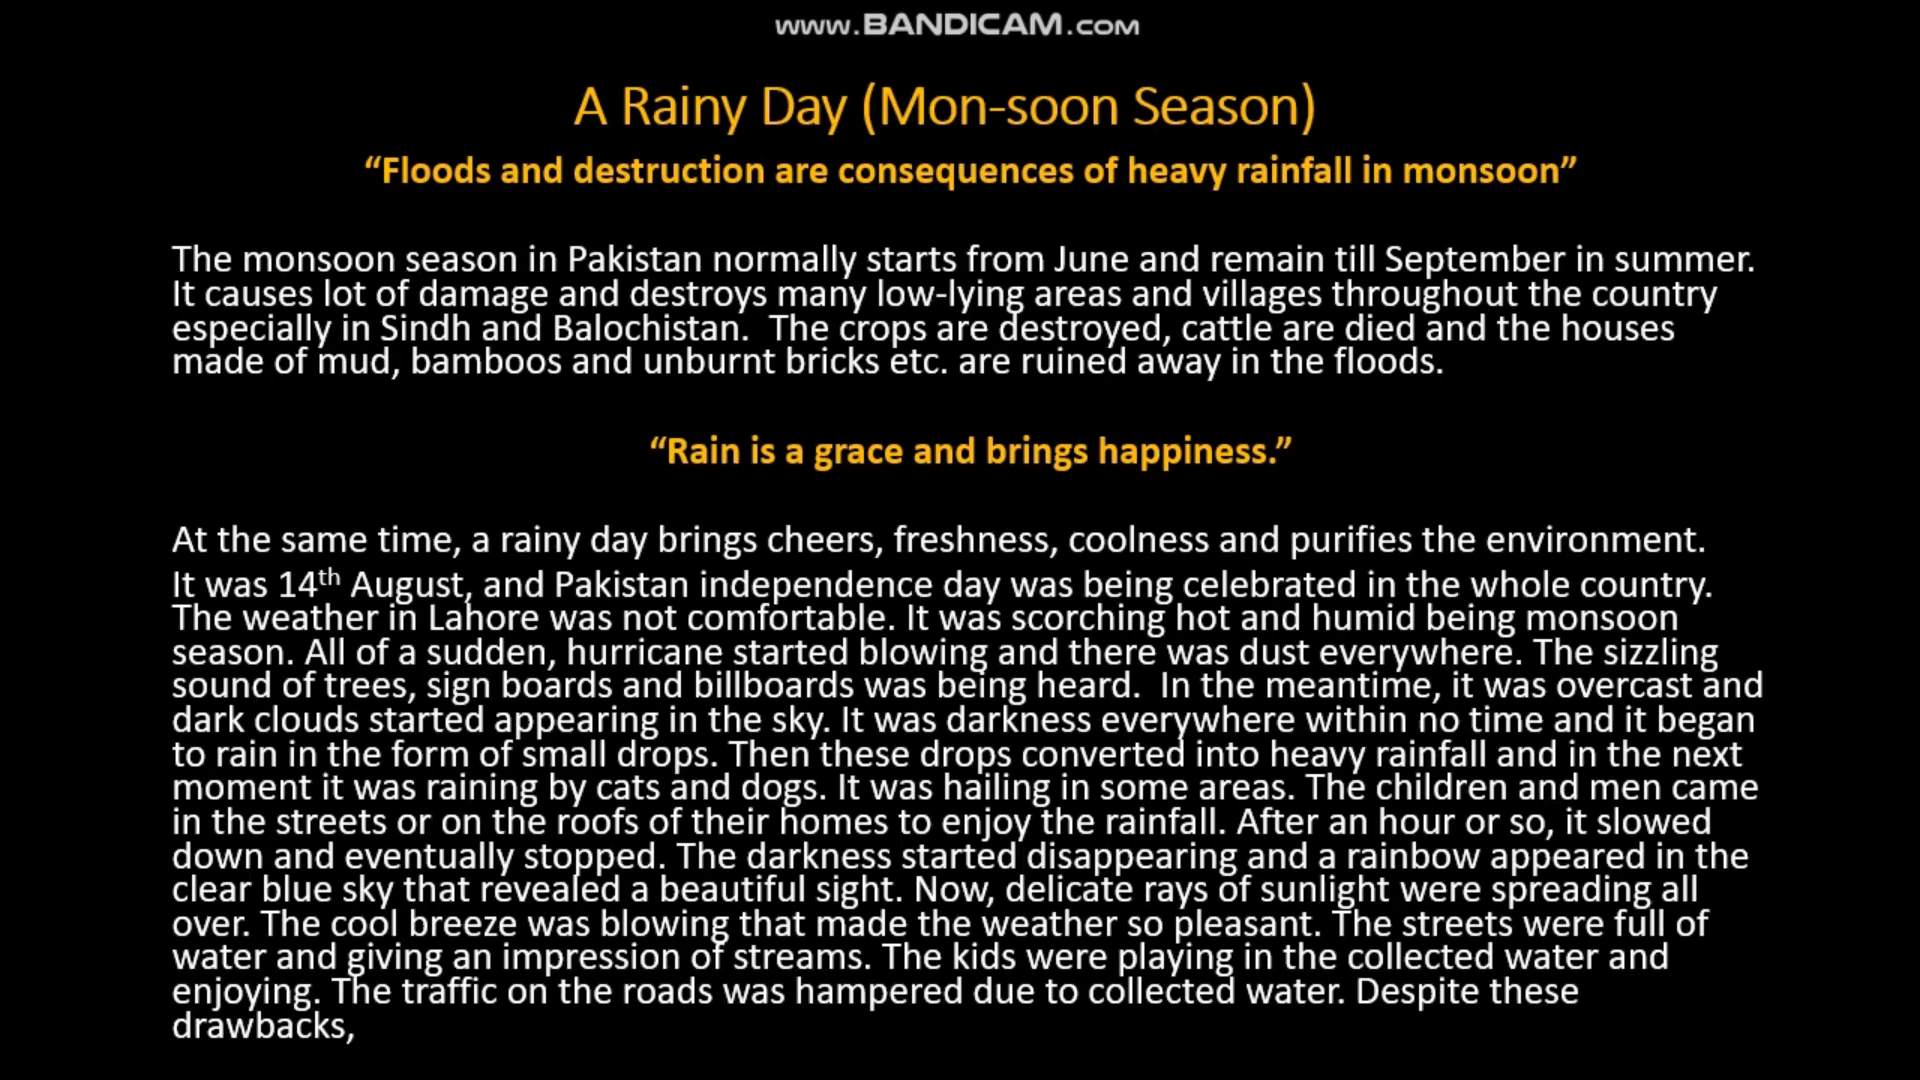 www.BANDICAM.com
A Rainy Day (Mon-soon Season)
“Floods and destruction are consequences of heavy rainfall in monsoon”
The monsoon season in Pakistan normally starts from June and remain till September in summer.
It causes lot of damage and destroys many low-lying areas and villages throughout the country
especially in Sindh and Balochistan.  The crops are destroyed, cattle are died and the houses
made of mud, bamboos and unburnt bricks etc. are ruined away in the floods.
“Rain is a grace and brings happiness.”
At the same time, a rainy day brings cheers, freshness, coolness and purifies the environment.
It was 14th August, and Pakistan independence day was being celebrated in the whole country.
The weather in Lahore was not comfortable. It was scorching hot and humid being monsoon
season. All of a sudden, hurricane started blowing and there was dust everywhere. The sizzling
sound of trees, sign boards and billboards was being heard.  In the meantime, it was overcast and
dark clouds started appearing in the sky. It was darkness everywhere within no time and it began
to rain in the form of small drops. Then these drops converted into heavy rainfall and in the next
moment it was raining by cats and dogs. It was hailing in some areas. The children and men came
in the streets or on the roofs of their homes to enjoy the rainfall. After an hour or so, it slowed
down and eventually stopped. The darkness started disappearing and a rainbow appeared in the
clear blue sky that revealed a beautiful sight. Now, delicate rays of sunlight were spreading all
over. The cool breeze was blowing that made the weather so pleasant. The streets were full of
water and giving an impression of streams. The kids were playing in the collected water and
enjoying. The traffic on the roads was hampered due to collected water. Despite these
drawbacks,